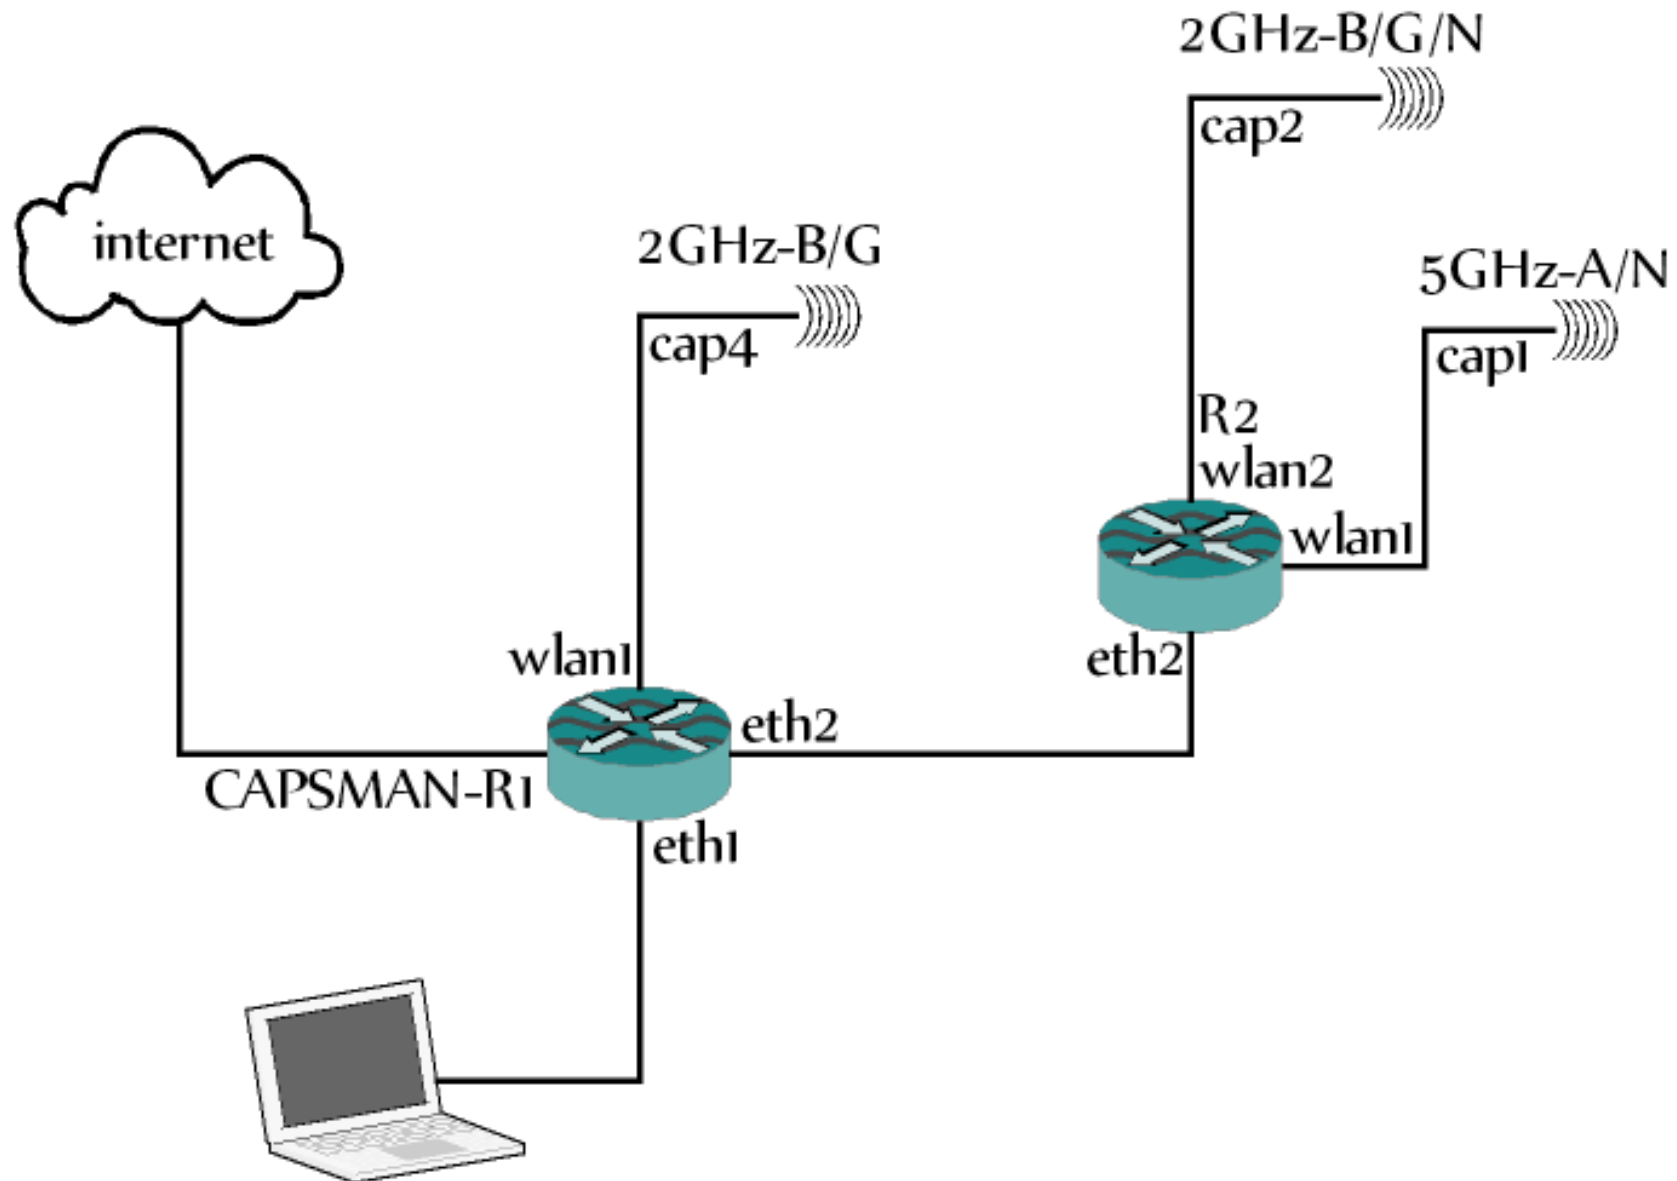 2GHz-B/G/N
cap2
internet
2GHz-B/G
cap4
5GHz-A/N
cap1
R2
wlan2
wlan1
wlan1
eth2
eth2
CAPSMAN-R1
eth1